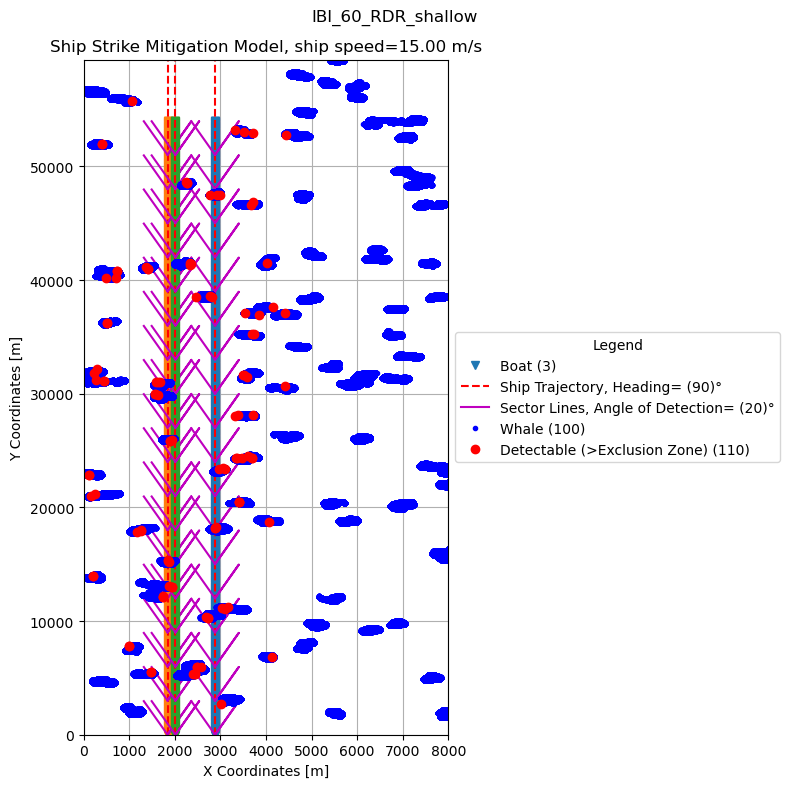 IBI_60_RDR_shallow
Ship Strike Mitigation Model, ship speed=15.00 m/s
50000
40000
30000
20000
10000
0
Y Coordinates [m]
0 1000 2000 3000 4000 5000 6000 7000 8000
X Coordinates [m]
Legend
Boat (3)
Ship Trajectory, Heading= (90)°
Sector Lines, Angle of Detection= (20)°
Whale (100)
Detectable (>Exclusion Zone) (110)